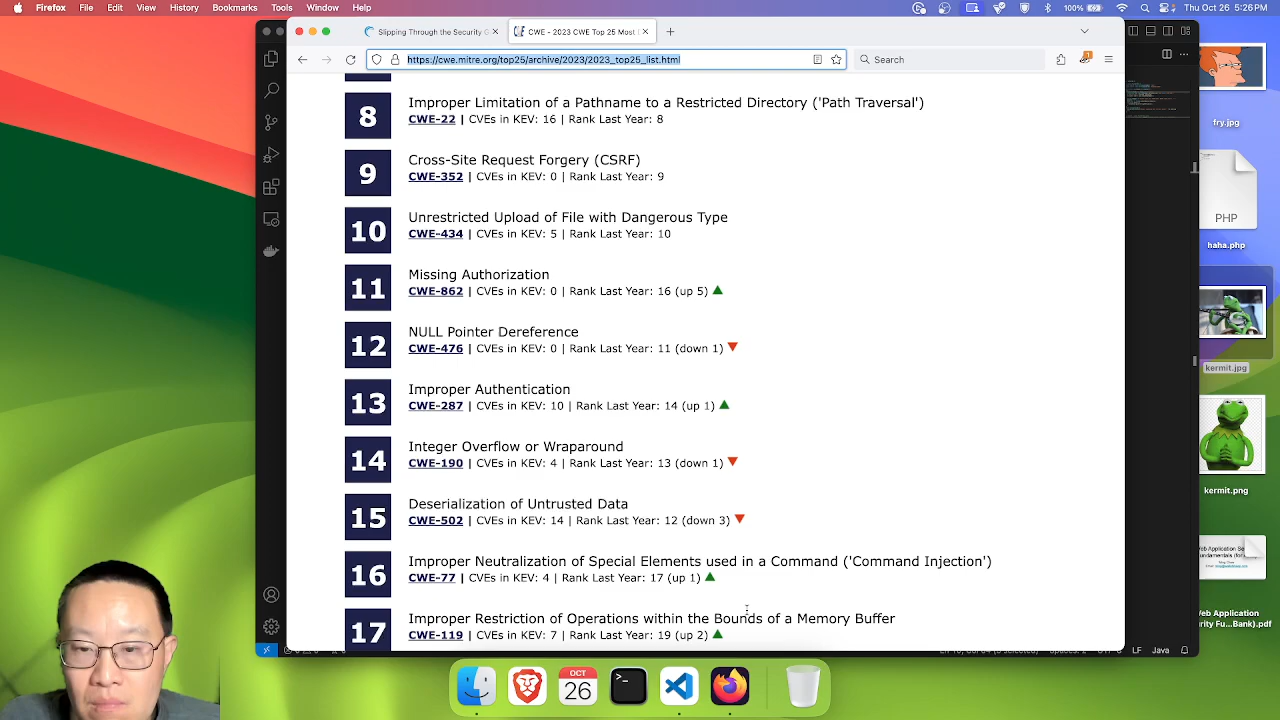 Firefox File Edit View History Bookmarks Tools Window Help
100% Thu Oct 26 5:26 PM
Slipping Through the Security G
CWE - 2023 CWE Top 25 Most
https://cwe.mitre.org/top25/archive/2023/2023_top25_list.html
Search
8
Improper Limitation of a Pathname to a Restricted Directory ('Path Traversal')
CWE-22 | CVEs in KEV: | Rank Last Year: 8
9
Cross-Site Request Forgery (CSRF)
CWE-352 | CVEs in KEV: 0 | Rank Last Year: 9
10
Unrestricted Upload of File with Dangerous Type
CWE-434 | CVEs in KEV: 5 | Rank Last Year: 10
11
Missing Authorization
CWE-862 | CVEs in KEV: 0 | Rank Last Year: 16 (up 5)
12
NULL Pointer Dereference
CWE-476 | CVEs in KEV: 0 | Rank Last Year: 11 (down 1)
13
Improper Authentication
CWE-287 | CVEs in KEV: 10 | Rank Last Year: 14 (up 1)
14
Integer Overflow or Wraparound
CWE-190 | CVEs in KEV: 4 | Rank Last Year: 13 (down 1)
15
Deserialization of Untrusted Data
CWE-502 | CVEs in KEV: 14 | Rank Last Year: 12 (down 3)
16
Improper Neutralization of Special Elements used in a Command ('Command Injection')
CWE-77 | CVEs in KEV: 4 | Rank Last Year: 17 (up 1)
17
Improper Restriction of Operations within the Bounds of a Memory Buffer
CWE-119 | CVEs in KEV: 7 | Rank Last Year: 19 (up 2)
LF Java
fry.jpg
PHP
haha.php
kermit.jpg
kermit.png
OCT
26